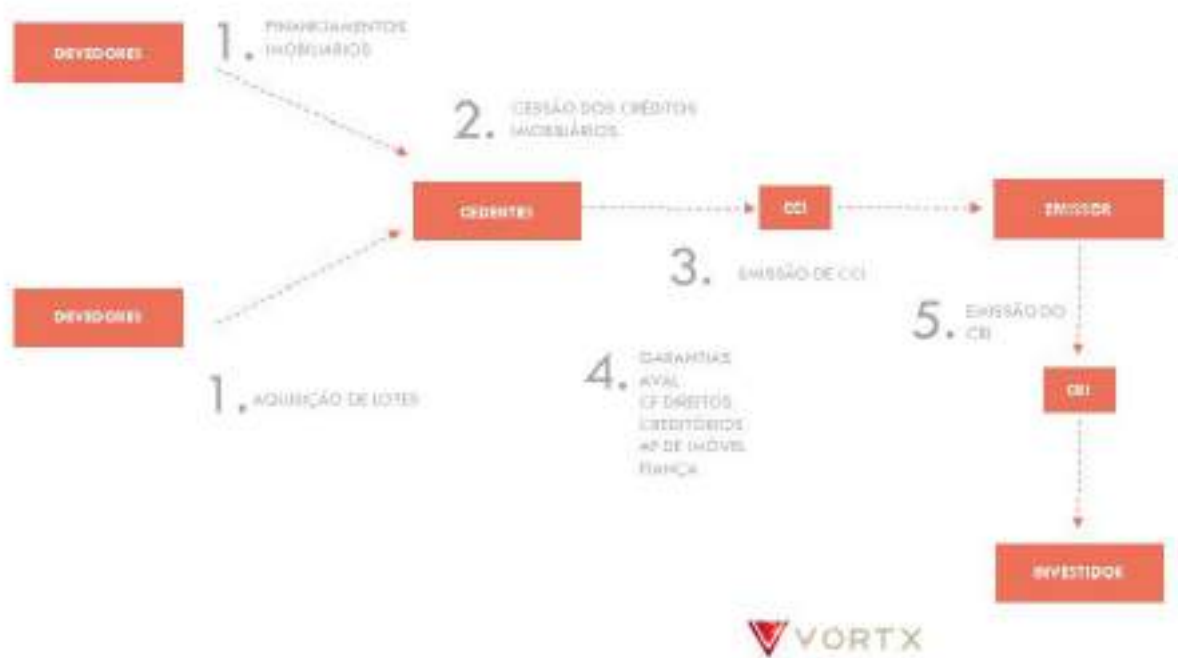 DEVEDORES
1. FINANCIAMENTOS
IMOBILIÁRIOS
2. CESSÃO DOS CRÉDITOS
IMOBILIÁRIOS
CEDENTES
CCI
EMISSOR
3. EMISSÃO DE CCI
DEVEDORES
5. EMISSÃO DO
CRI
1. AQUISIÇÃO DE LOTES
4. GARANTIAS
AVAL
CF DIREITOS
CREDITÓRIOS
AF DE IMÓVEL
FIANÇA
CRI
INVESTIDOR
VORTX